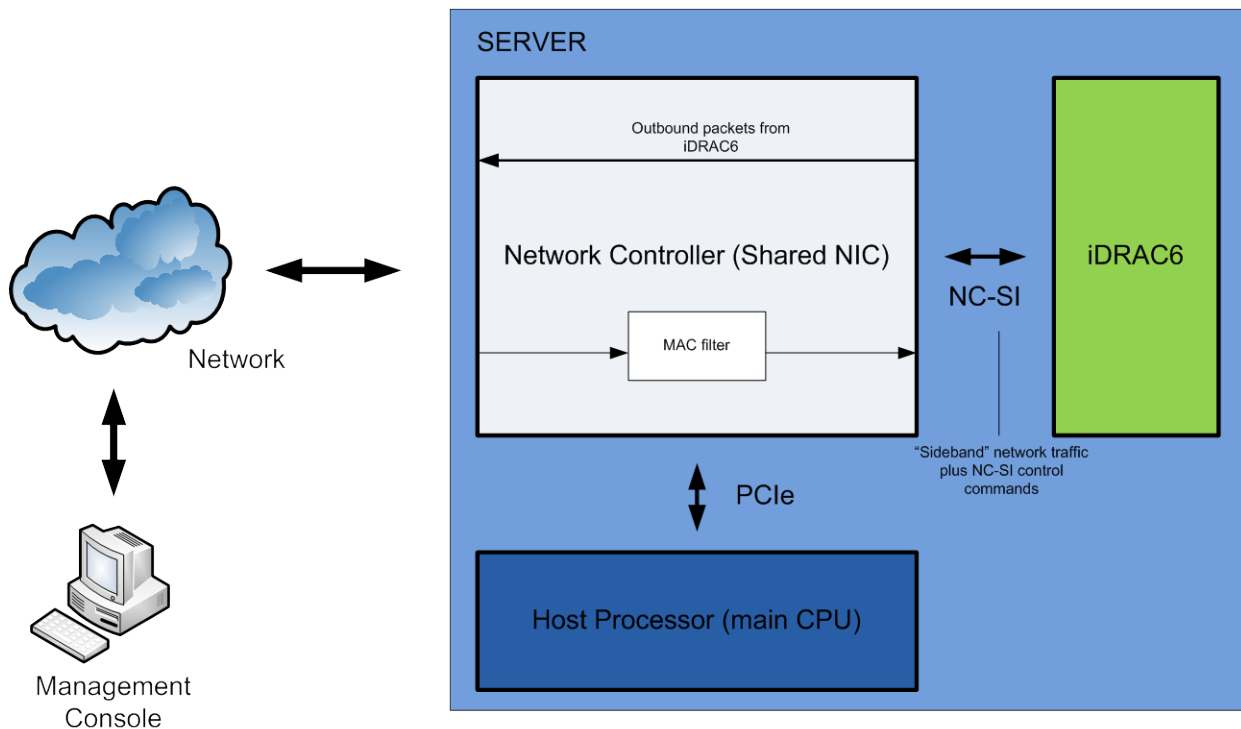 SERVER
Outbound packets from
iDRAC6
Network Controller (Shared NIC)
MAC filter
NC-SI
iDRAC6
"Sideband" network traffic
plus NC-SI control
commands
Network
PCIe
Host Processor (main CPU)
Management
Console